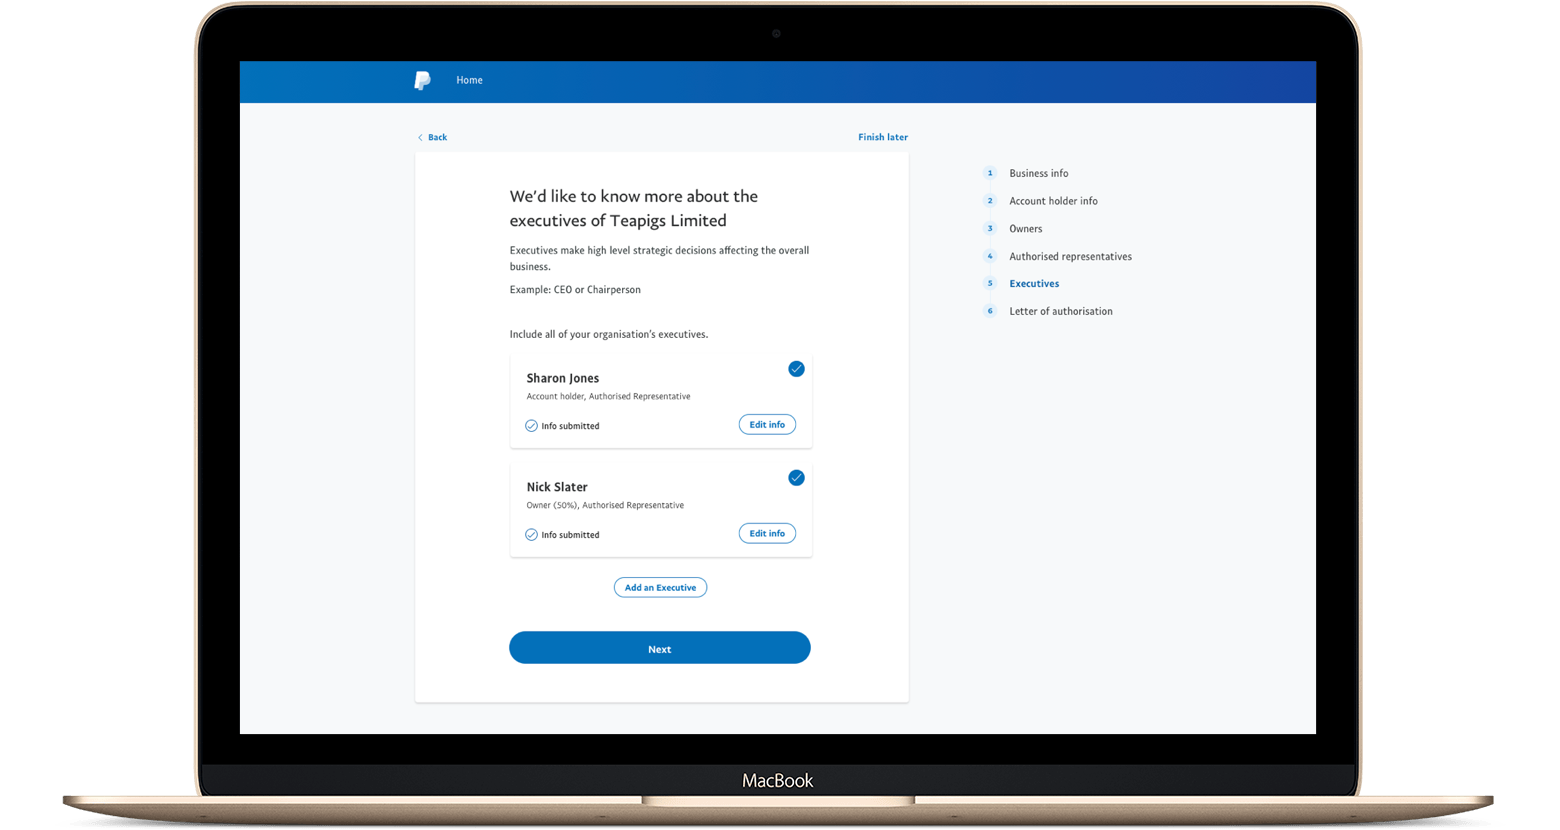 Home
Back
Finish later
We'd like to know more about the
executives of Teapigs Limited
Executives make high level strategic decisions affecting the overall
business.
Example: CEO or Chairperson
Include all of your organisation's executives.
Sharon Jones
Account holder, Authorised Representative
Info submitted
Edit info
Nick Slater
Owner (50%), Authorised Representative
Info submitted
Edit info
Add an Executive
Next
1 Business info
2 Account holder info
3 Owners
4 Authorised representatives
5 Executives
6 Letter of authorisation
MacBook